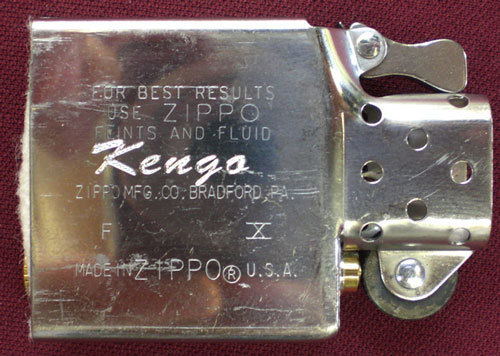 FOR BEST RESULTS
USE ZIPPO
FLINTS AND FLUID
Kengo
ZIPPO MFG. CO. BRADFORD, PA.
F X
MADE IN ZIPPO® U.S.A.